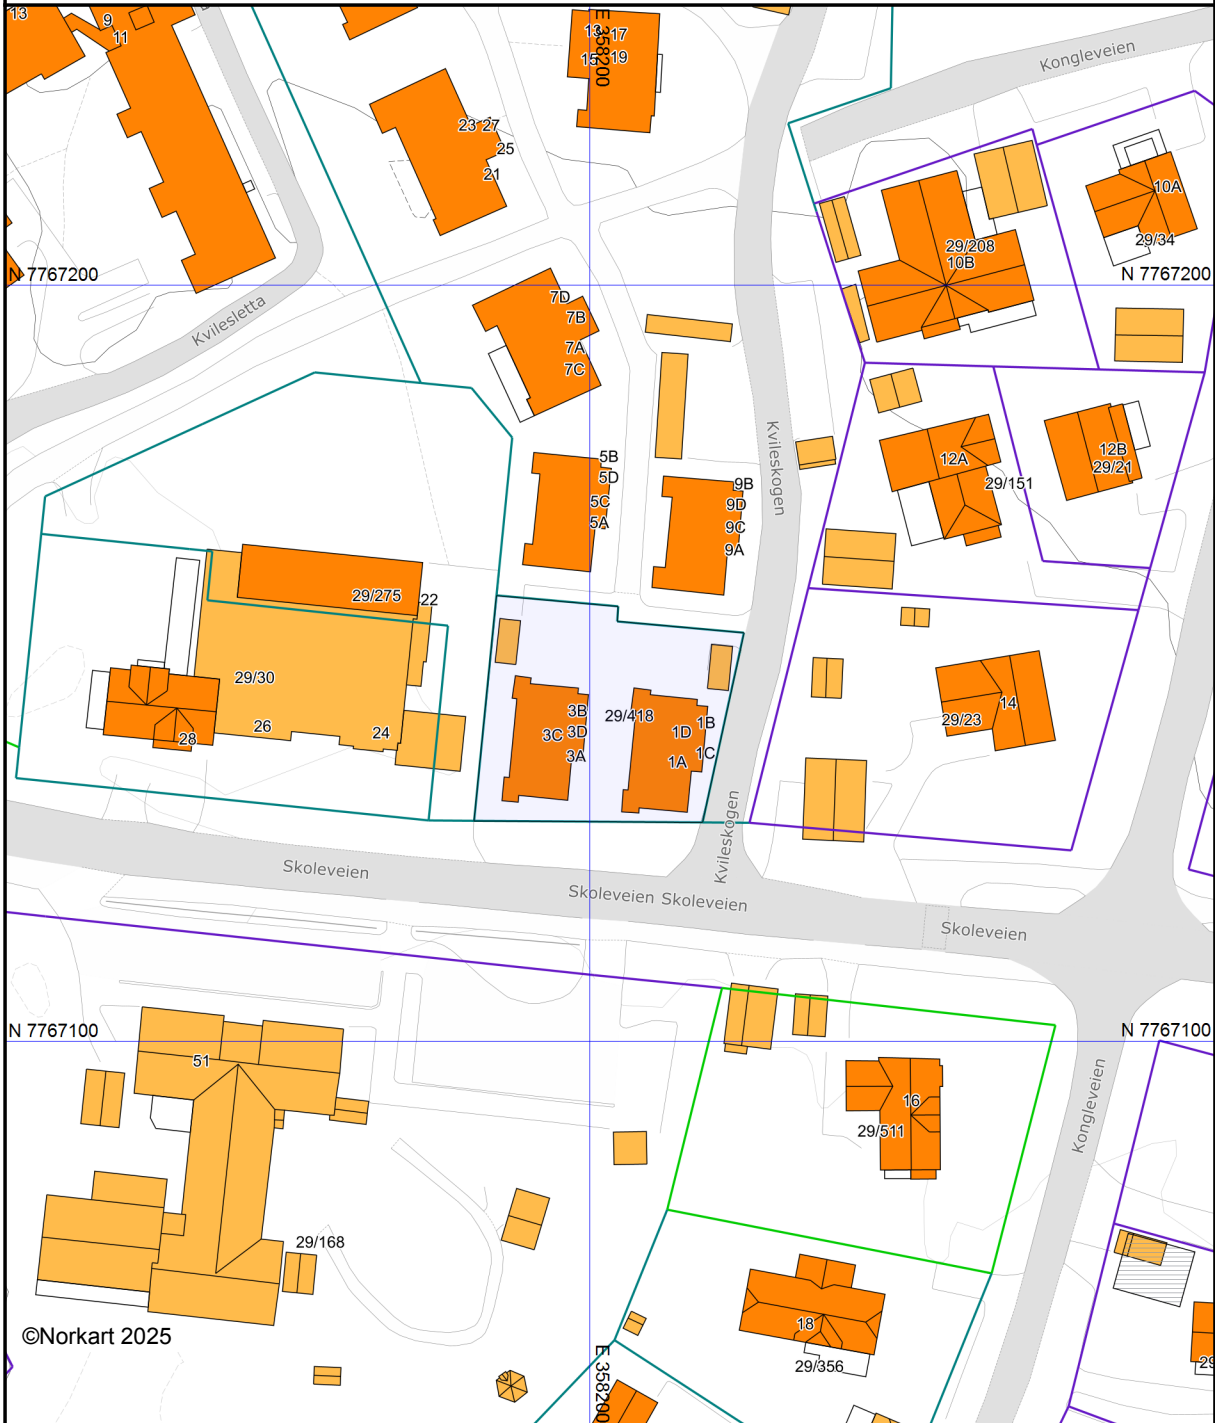 13
9
11
E 358200
13
17
15
19
Kongleveien
23
27
25
21
10A
29/34
29/208
10B
N 7767200
N 7767200
Kvilesletta
7D
7B
7A
7C
Kvileskogen
5B
5D
5C
5A
9B
9D
9C
9A
12A
29/151
12B
29/21
29/275
22
29/30
26
24
28
3B
3C
3D
3A
29/418
1B
1D
1C
1A
14
29/23
Kvileskogen
Skoleveien
Skoleveien
Skoleveien
Skoleveien
N 7767100
N 7767100
51
16
29/511
Kongleveien
29/168
18
29/356
©Norkart 2025
E 358200
29